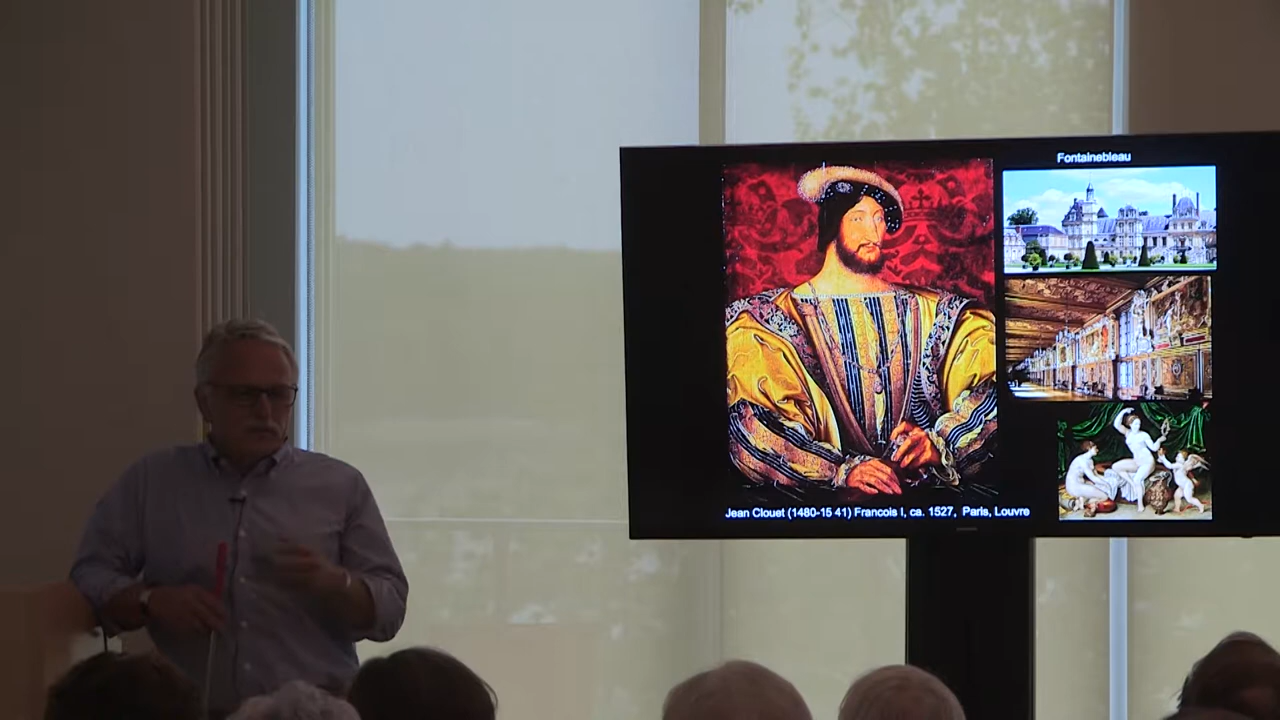 Fontainebleau
Jean Clouet (1480-15 41) Francois I, ca. 1527, Paris, Louvre